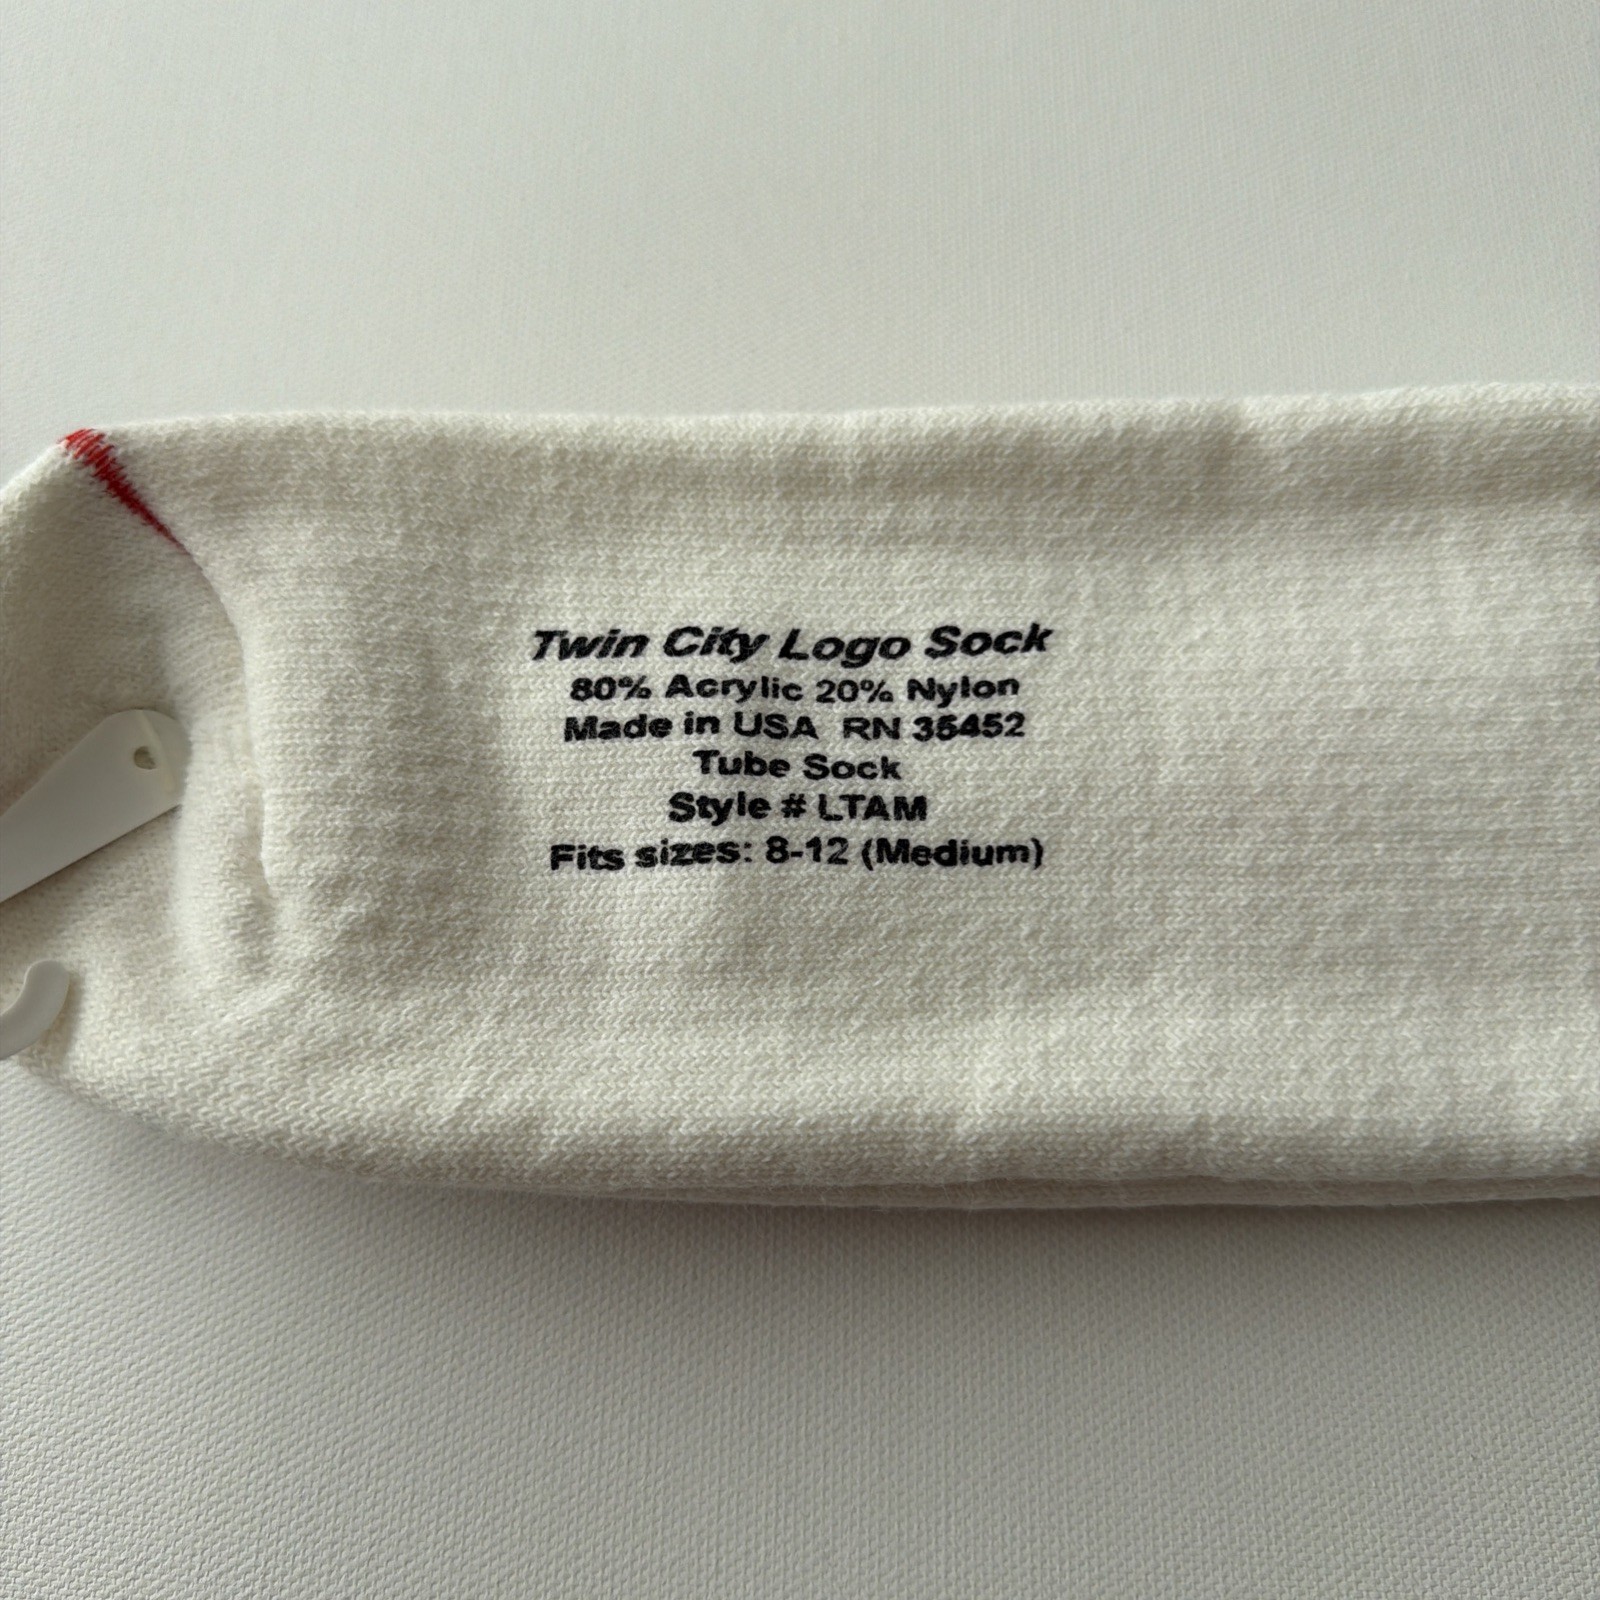 Twin City Logo Sock
80% Acrylic 20% Nylon
Made in USA RN 35452
Tube Sock
Style # LTAM
Fits sizes: 8-12 (Medium)